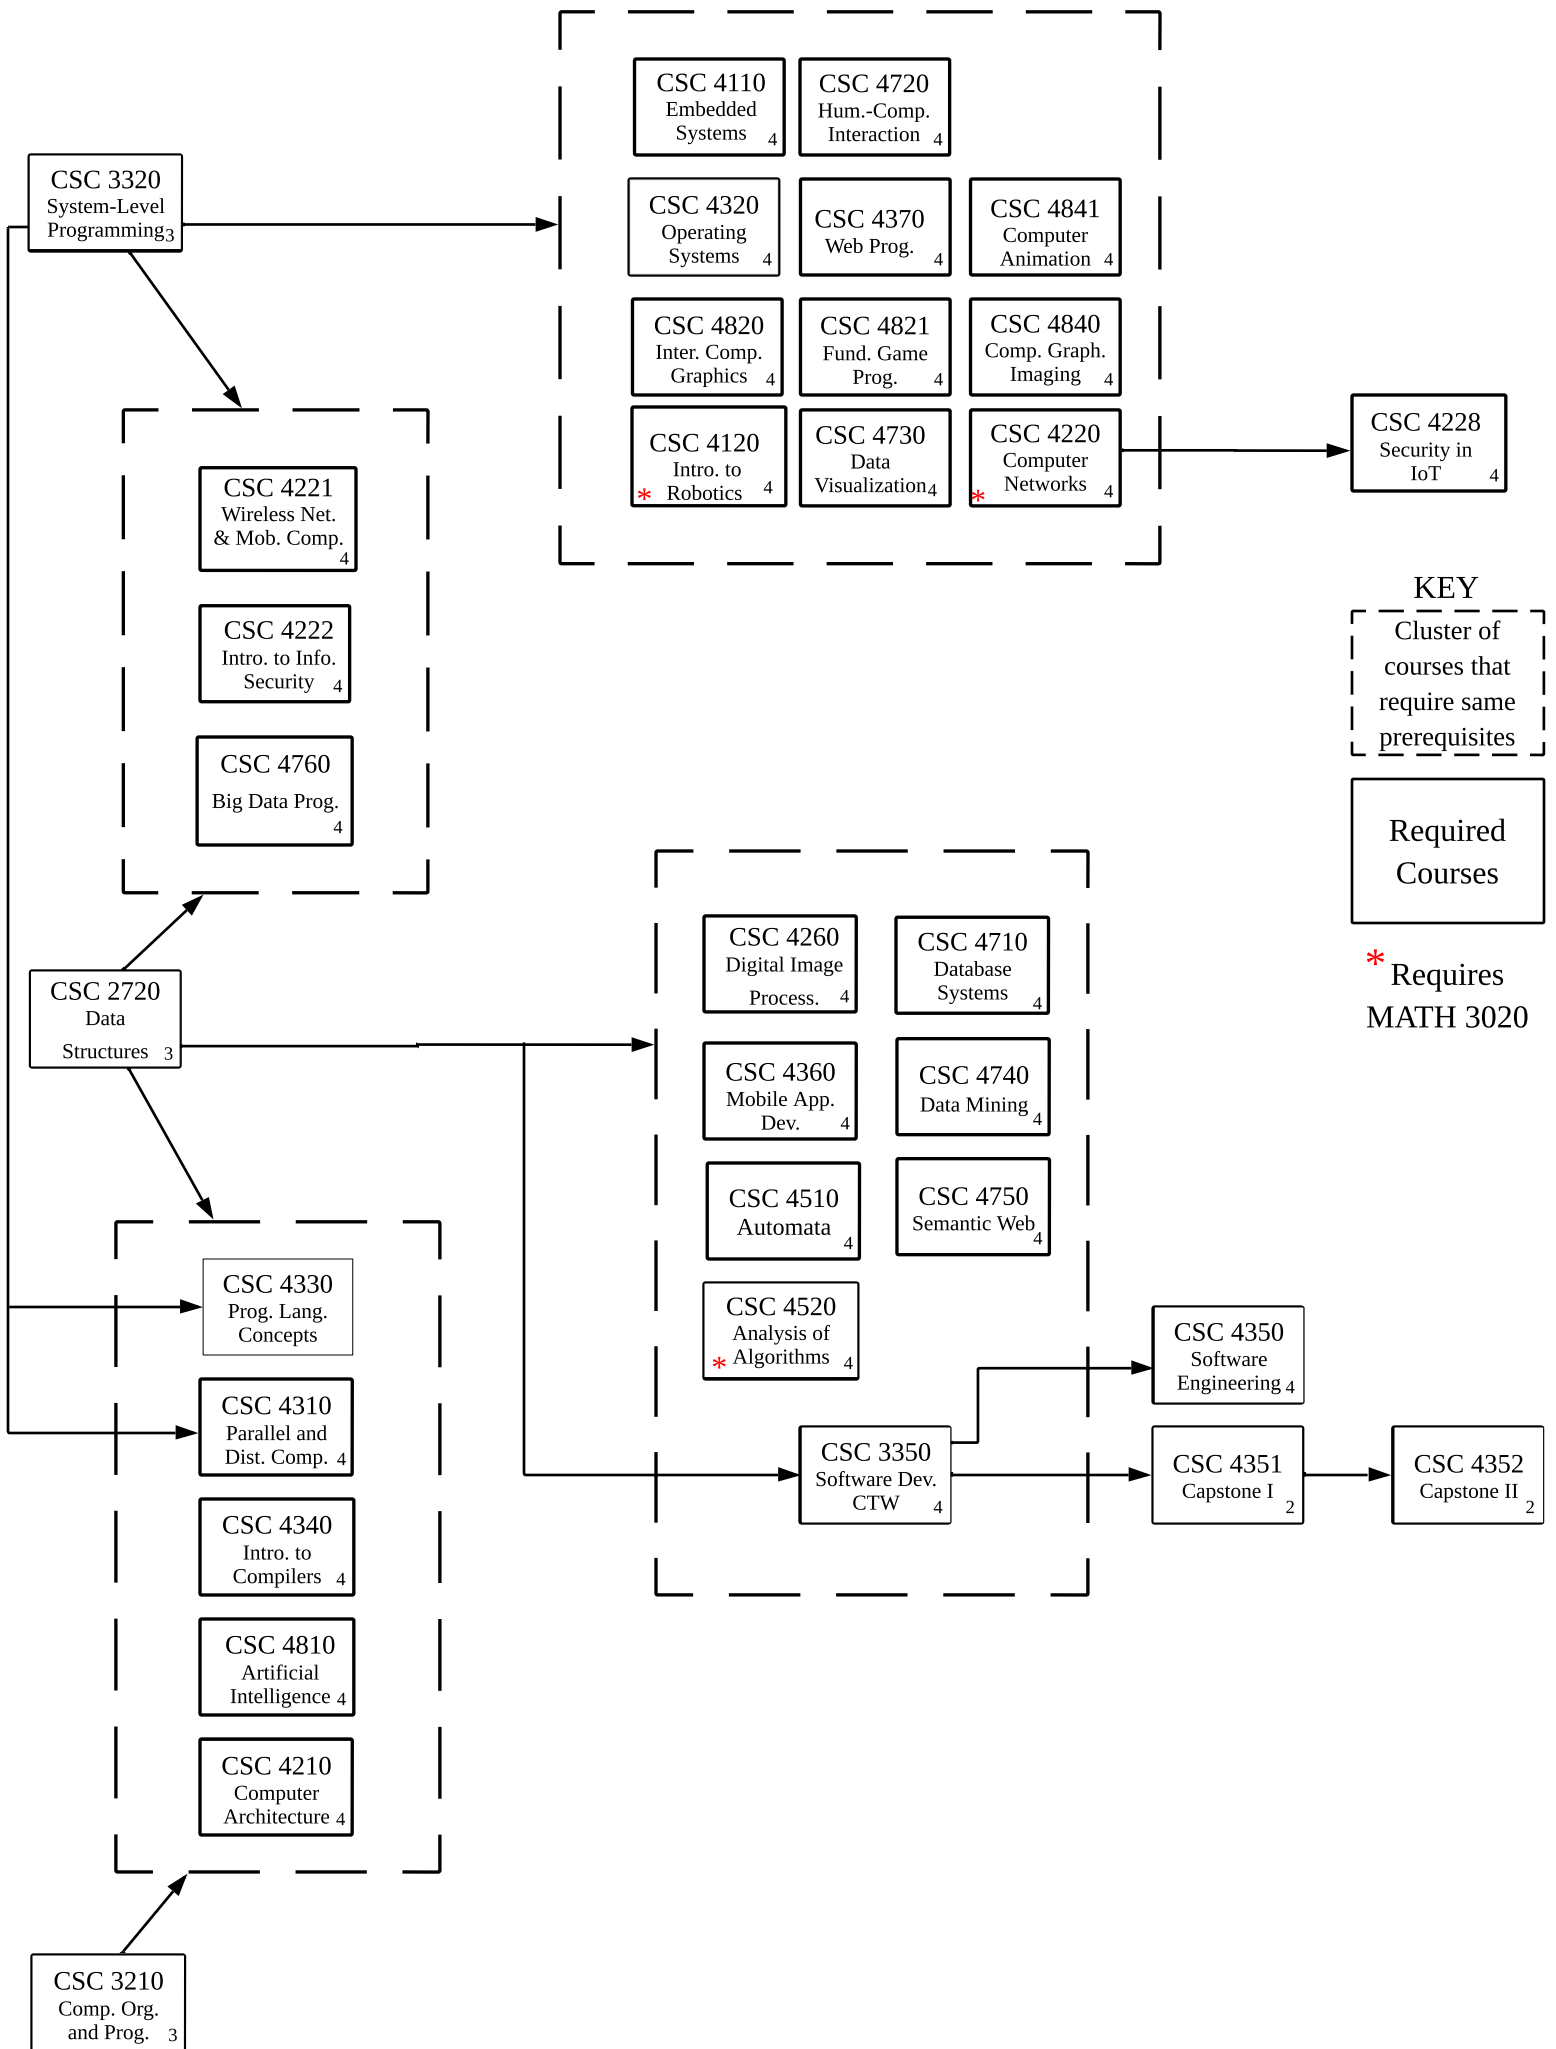 CSC 4110
Embedded
Systems 4
CSC 4720
Hum.-Comp.
Interaction 4
CSC 3320
System-Level
Programming 3
CSC 4320
Operating
Systems 4
CSC 4370
Web Prog.
4
CSC 4841
Computer
Animation 4
CSC 4820
Inter. Comp.
Graphics 4
CSC 4821
Fund. Game
Prog. 4
CSC 4840
Comp. Graph.
Imaging 4
CSC 4120
Intro. to
* Robotics 4
CSC 4730
Data
Visualization 4
CSC 4220
Computer
* Networks 4
CSC 4228
Security in
IoT 4
CSC 4221
Wireless Net.
& Mob. Comp.
4
CSC 4222
Intro. to Info.
Security 4
CSC 4760
Big Data Prog.
4
KEY
Cluster of
courses that
require same
prerequisites
Required
Courses
* Requires
MATH 3020
CSC 2720
Data
Structures 3
CSC 4260
Digital Image
Process. 4
CSC 4710
Database
Systems 4
CSC 4360
Mobile App.
Dev. 4
CSC 4740
Data Mining
4
CSC 4510
Automata
4
CSC 4750
Semantic Web
4
CSC 4520
Analysis of
* Algorithms 4
CSC 3350
Software Dev.
CTW 4
CSC 4350
Software
Engineering 4
CSC 4351
Capstone I
2
CSC 4352
Capstone II
2
CSC 4330
Prog. Lang.
Concepts
CSC 4310
Parallel and
Dist. Comp. 4
CSC 4340
Intro. to
Compilers 4
CSC 4810
Artificial
Intelligence 4
CSC 4210
Computer
Architecture 4
CSC 3210
Comp. Org.
and Prog. 3